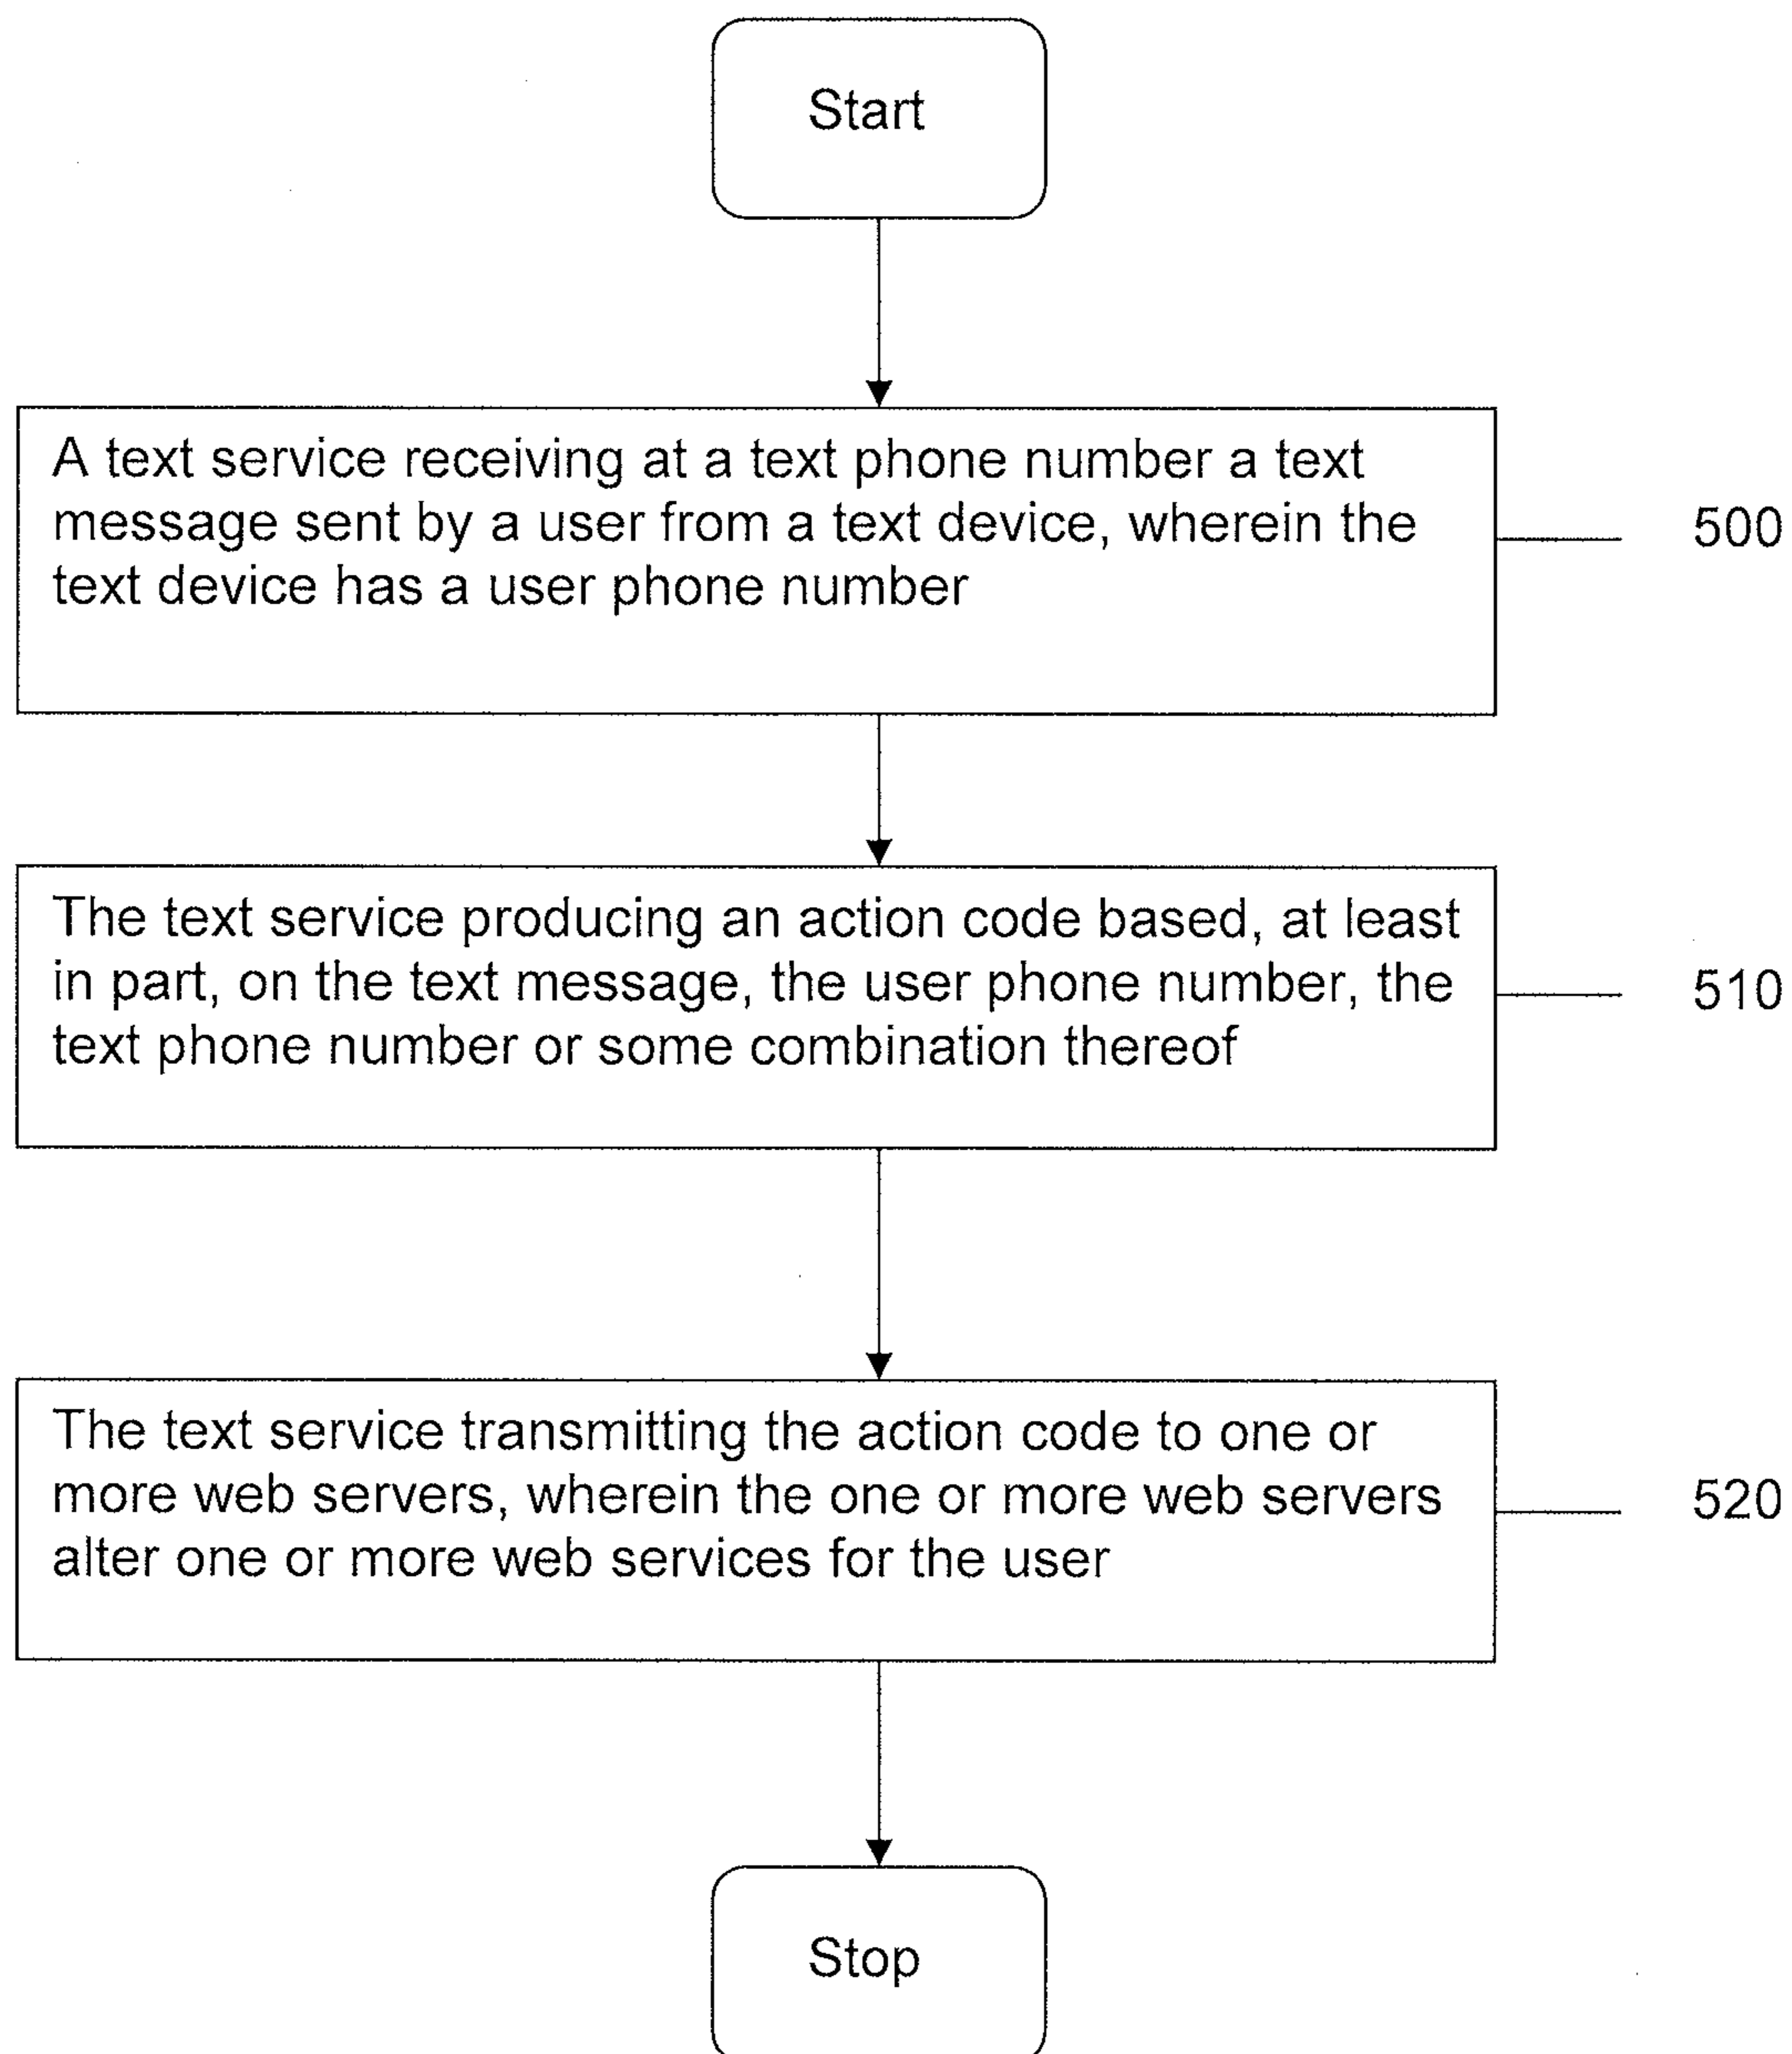 Start
A text service receiving at a text phone number a text
message sent by a user from a text device, wherein the
text device has a user phone number
500
The text service producing an action code based, at least
in part, on the text message, the user phone number, the
text phone number or some combination thereof
510
The text service transmitting the action code to one or
more web servers, wherein the one or more web servers
alter one or more web services for the user
520
Stop